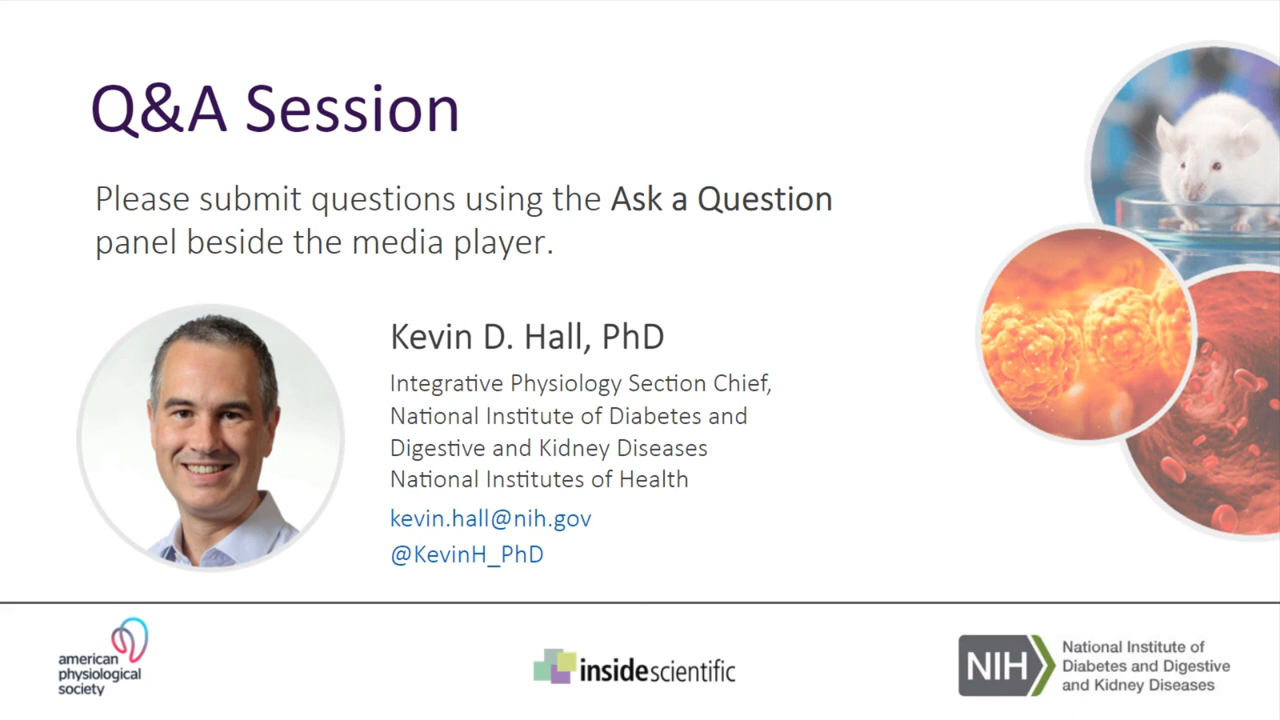 Q&A Session
Please submit questions using the Ask a Question
panel beside the media player.
Kevin D. Hall, PhD
Integrative Physiology Section Chief,
National Institute of Diabetes and
Digestive and Kidney Diseases
National Institutes of Health
kevin.hall@nih.gov
@KevinH_PhD
american
physiological
society
insidescientific
NIH
National Institute of
Diabetes and Digestive
and Kidney Diseases